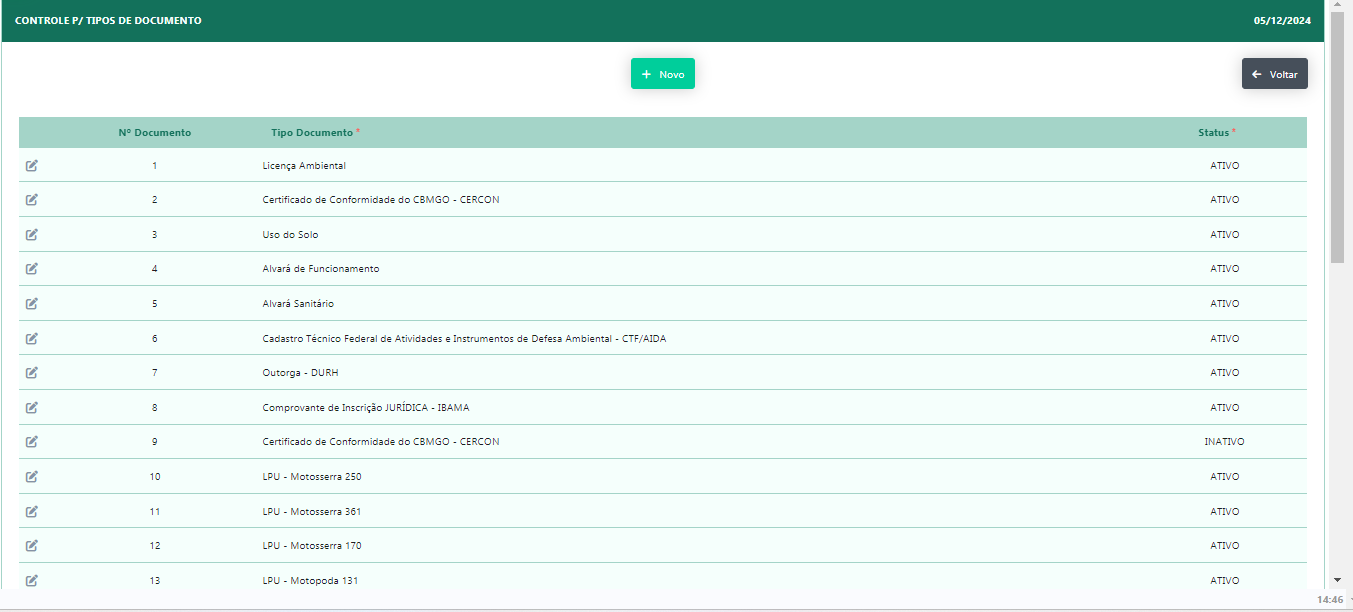 CONTROLE P/ TIPOS DE DOCUMENTO 05/12/2024
+ Novo
← Voltar
Nº Documento Tipo Documento * Status *
1 Licença Ambiental ATIVO
2 Certificado de Conformidade do CBMGO - CERCON ATIVO
3 Uso do Solo ATIVO
4 Alvará de Funcionamento ATIVO
5 Alvará Sanitário ATIVO
6 Cadastro Técnico Federal de Atividades e Instrumentos de Defesa Ambiental - CTF/AIDA ATIVO
7 Outorga - DURH ATIVO
8 Comprovante de Inscrição JURÍDICA - IBAMA ATIVO
9 Certificado de Conformidade do CBMGO - CERCON INATIVO
10 LPU - Motosserra 250 ATIVO
11 LPU - Motosserra 361 ATIVO
12 LPU - Motosserra 170 ATIVO
13 LPU - Motopoda 131 ATIVO
14:46